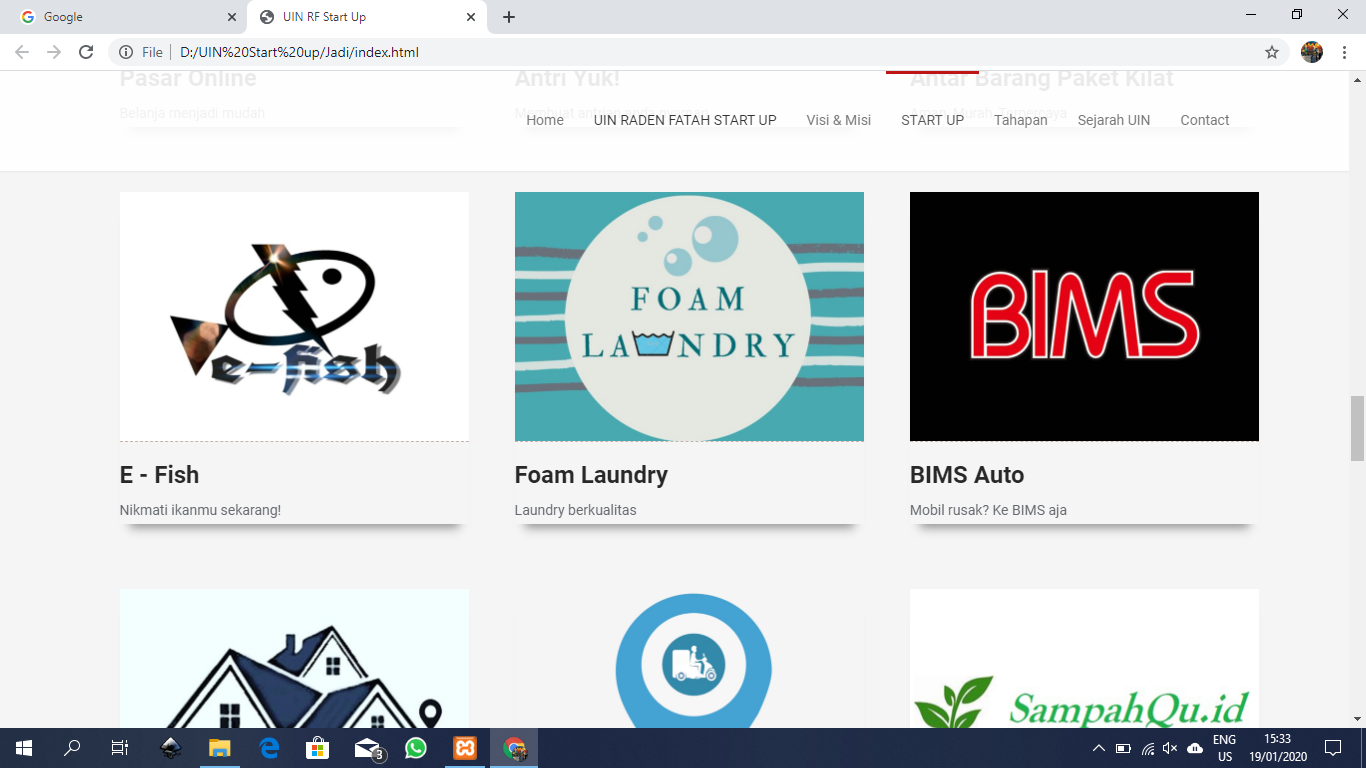 Google
UIN RF Start Up
File
D:/UIN%20Start%20up/Jadi/index.html
Pasar Online
Antri Yuk!
Antar Barang Paket Kilat
Belanja menjadi mudah
Home
UIN RADEN FATAH START UP
Visi & Misi
START UP
Tahapan
Sejarah UIN
Contact
e-fish
FOAM
LAUNDRY
BIMS
E - Fish
Foam Laundry
BIMS Auto
Nikmati ikanmu sekarang!
Laundry berkualitas
Mobil rusak? Ke BIMS aja
SampahQu.id
3
ENG
US
15:33
19/01/2020